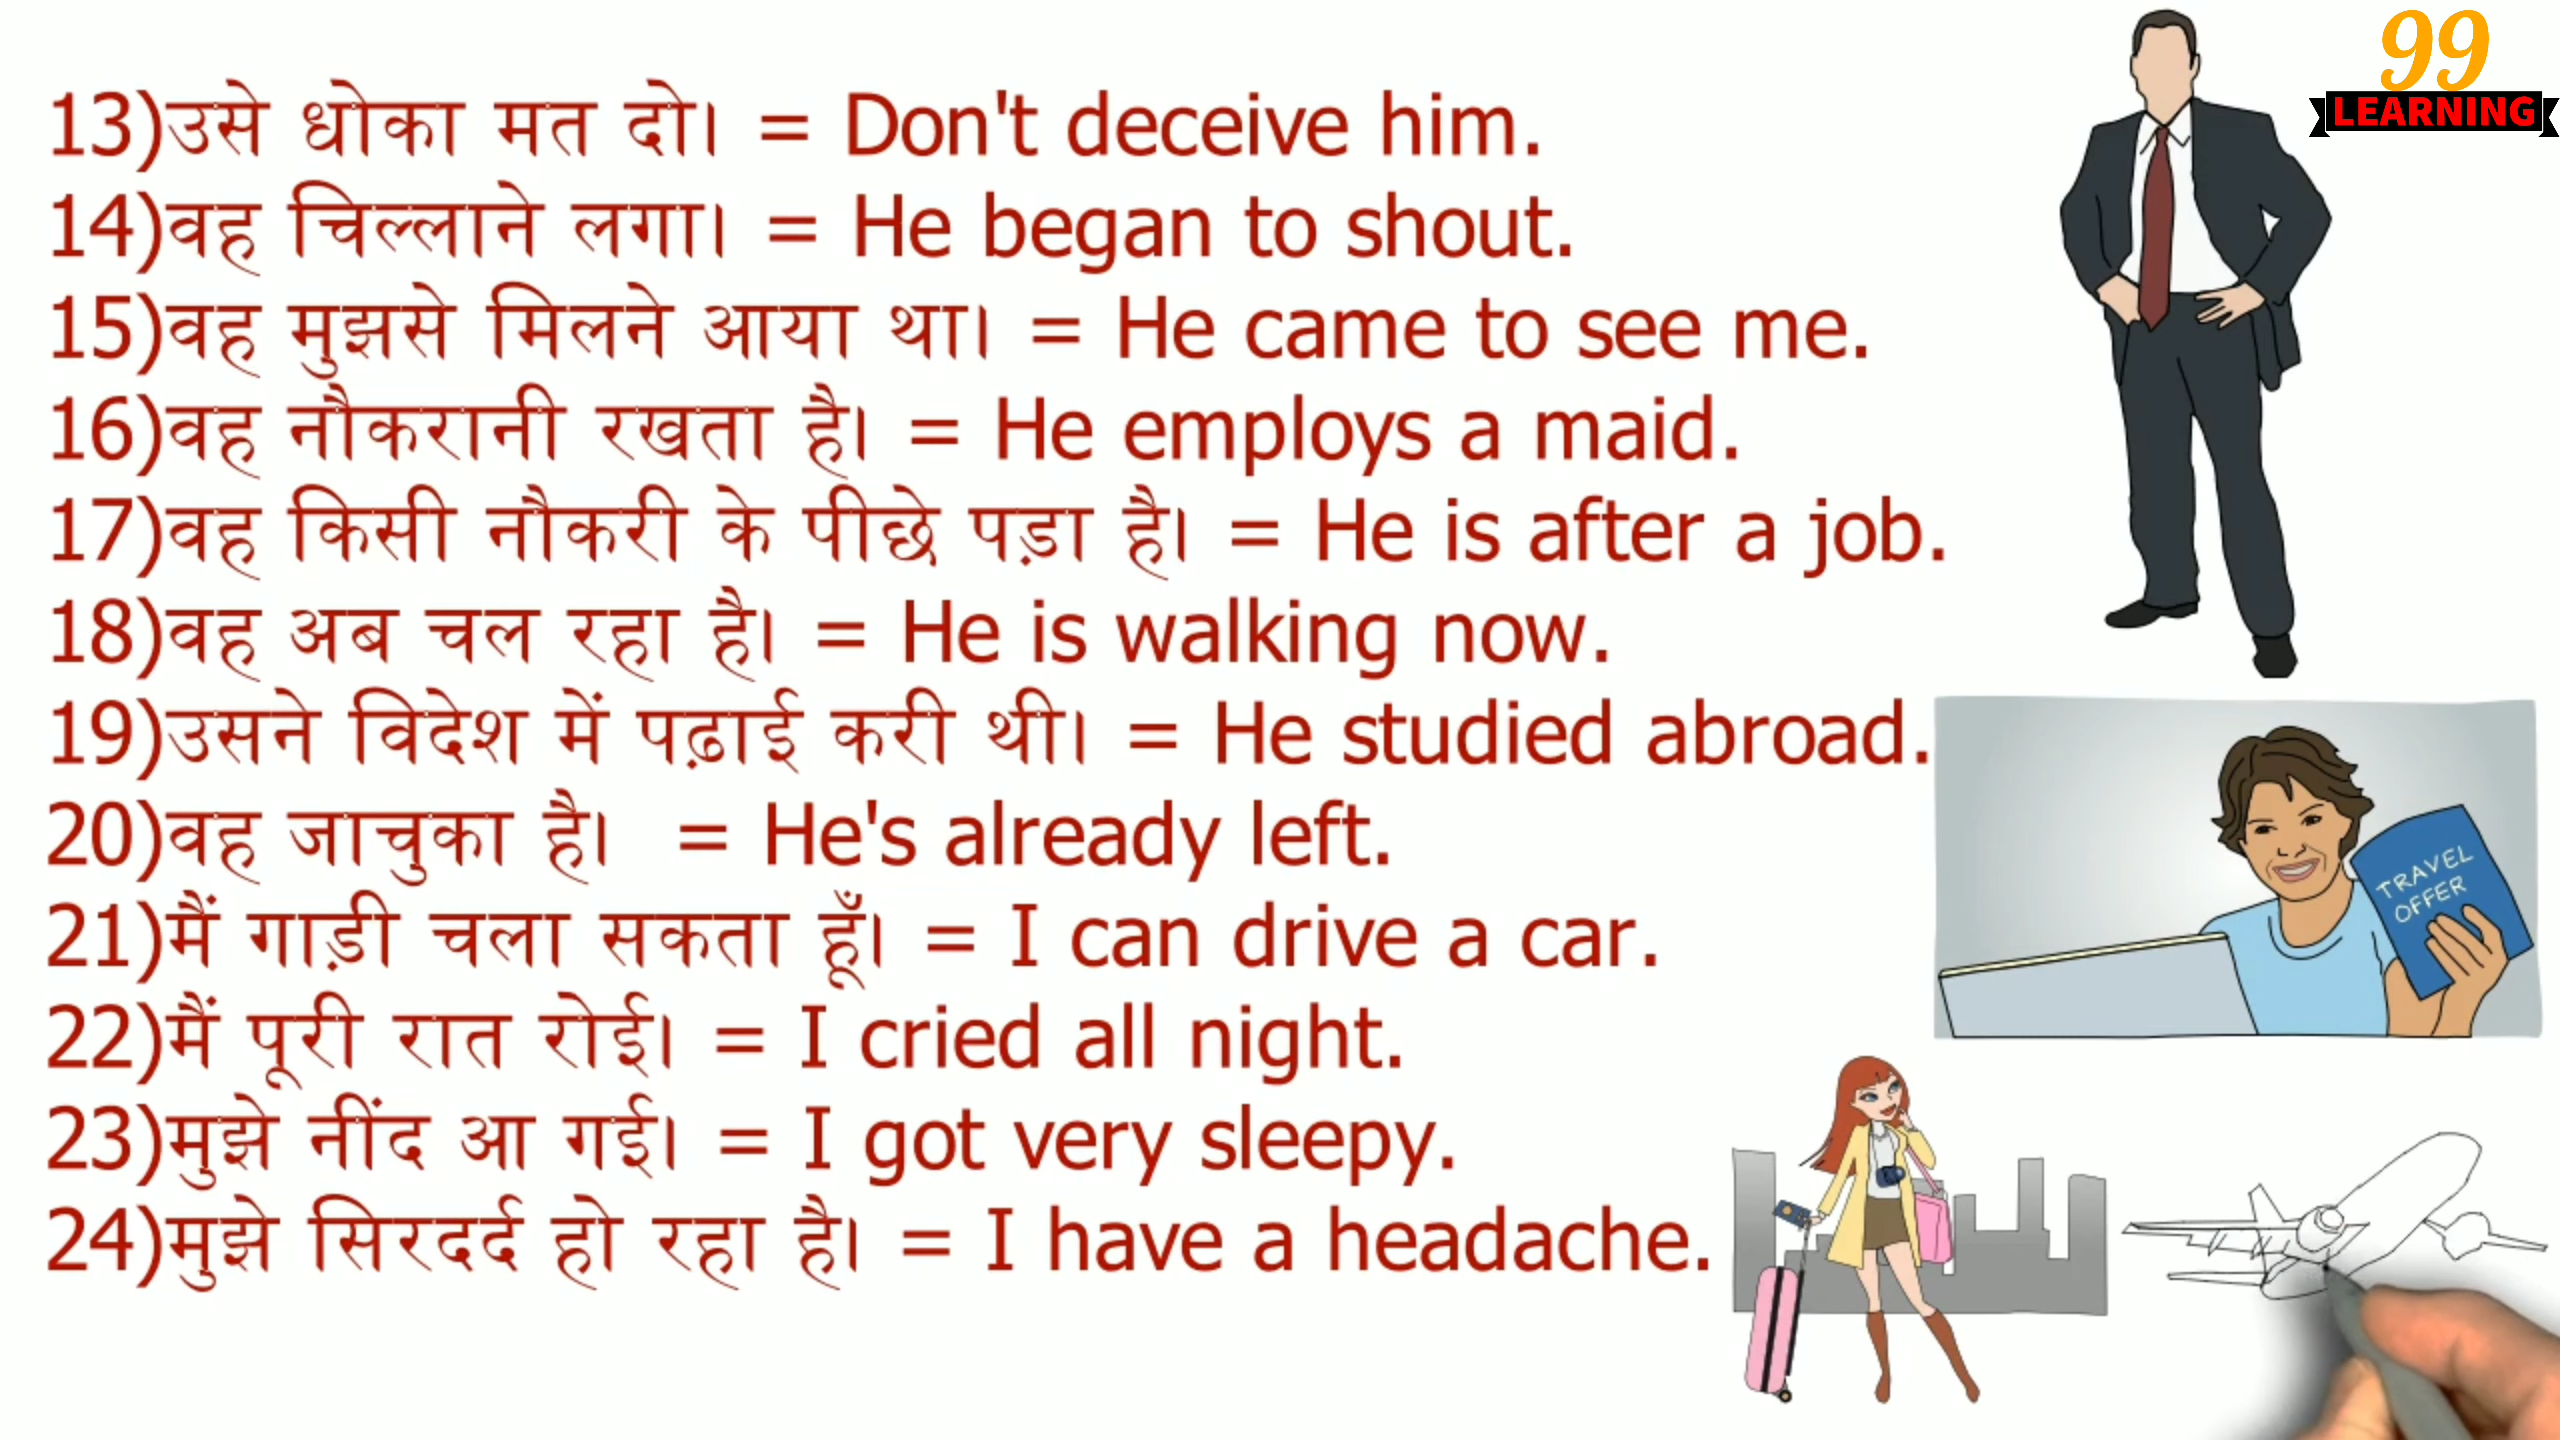 13)उसे धोका मत दो। = Don't deceive him.
14)वह चिल्लाने लगा। = He began to shout.
15)वह मुझसे मिलने आया था। = He came to see me.
16)वह नौकरानी रखता है। = He employs a maid.
17)वह किसी नौकरी के पीछे पड़ा है। = He is after a job.
18)वह अब चल रहा है। = He is walking now.
19)उसने विदेश में पढ़ाई करी थी। = He studied abroad.
20)वह जाचुका है। = He's already left.
21)मैं गाड़ी चला सकता हूँ। = I can drive a car.
22)मैं पूरी रात रोई। = I cried all night.
23)मुझे नींद आ गई। = I got very sleepy.
24)मुझे सिरदर्द हो रहा है। = I have a headache.
99
LEARNING
TRAVEL
OFFER